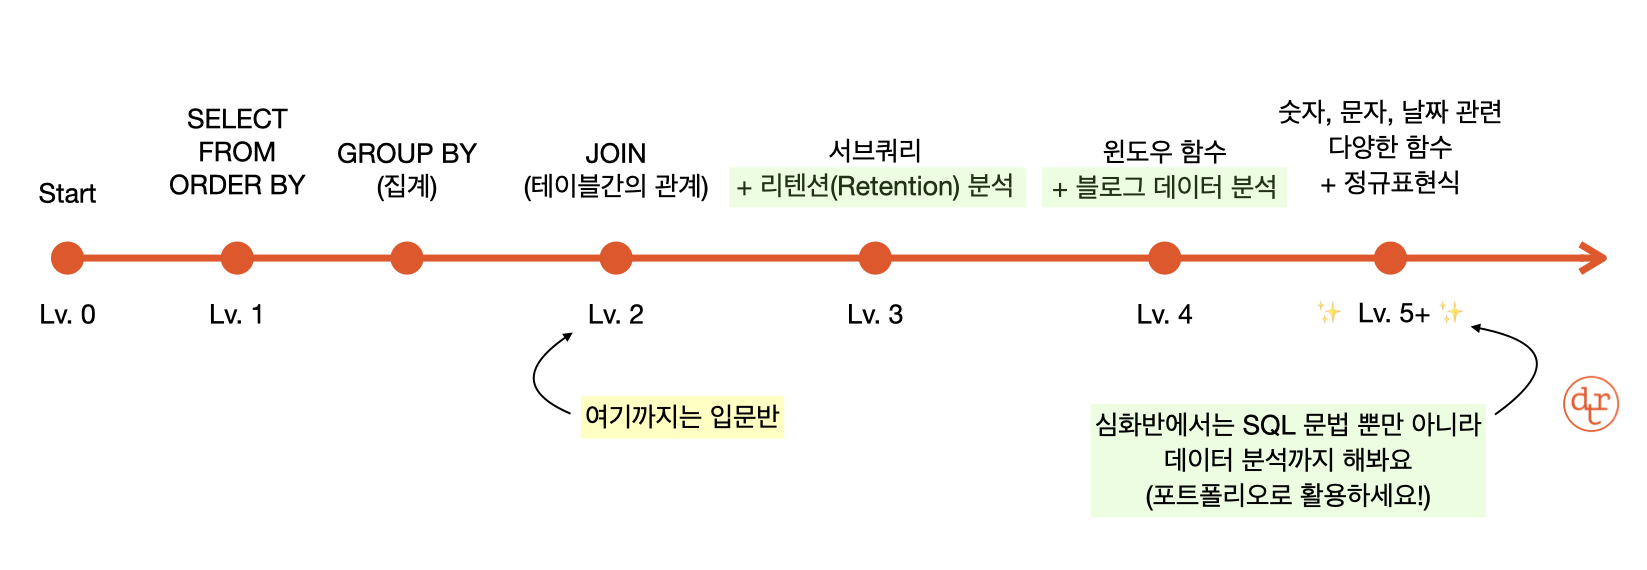 Start
SELECT
FROM
ORDER BY
GROUP BY
(집계)
JOIN
(테이블간의 관계)
서브쿼리
+ 리텐션(Retention) 분석
윈도우 함수
+ 블로그 데이터 분석
숫자, 문자, 날짜 관련
다양한 함수
+ 정규표현식
Lv. 0
Lv. 1
Lv. 2
Lv. 3
Lv. 4
✨ Lv. 5+ ✨
여기까지는 입문반
심화반에서는 SQL 문법 뿐만 아니라
데이터 분석까지 해봐요
(포트폴리오로 활용하세요!)
dtr